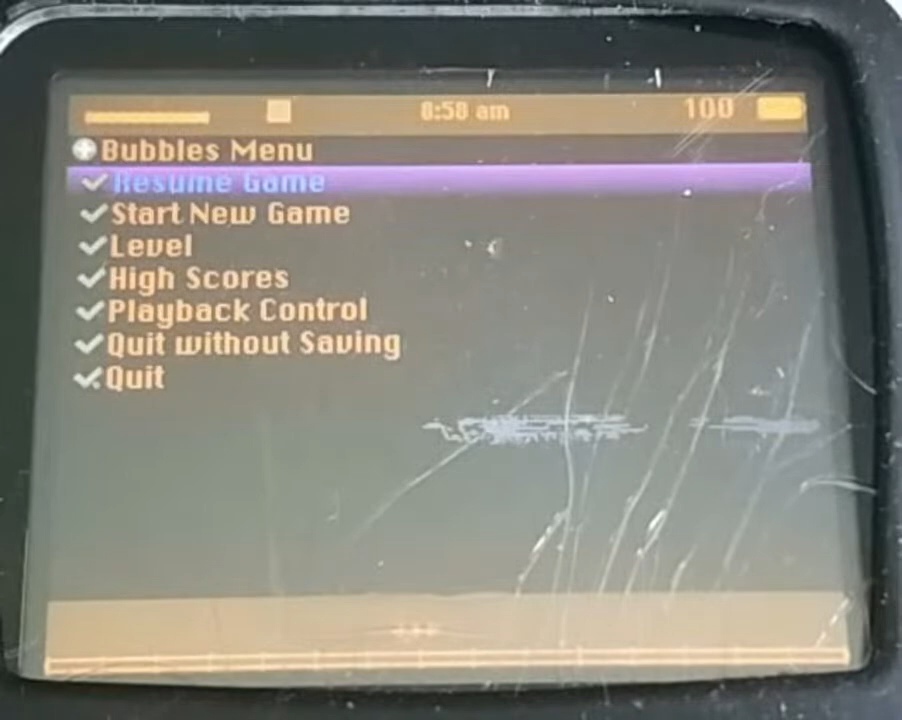 8:58 am 100
Bubbles Menu
Resume Game
Start New Game
Level
High Scores
Playback Control
Quit without Saving
Quit